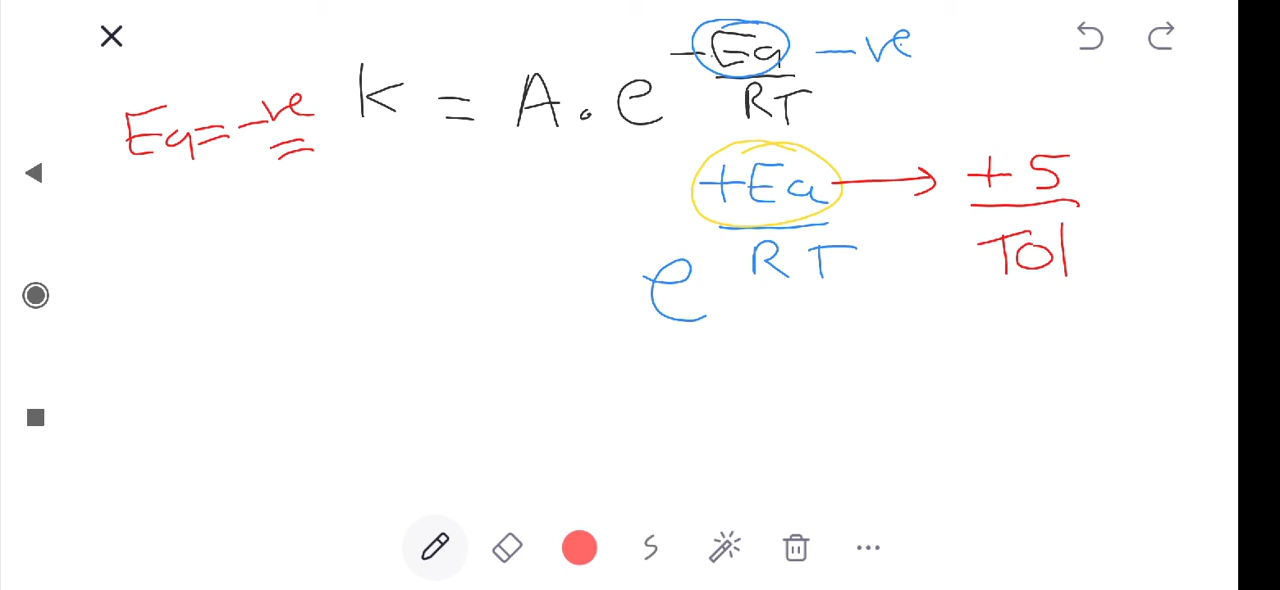 -Ea -ve
Ea=-ve K = A.e RT
+Ea → +5
e RT Tol